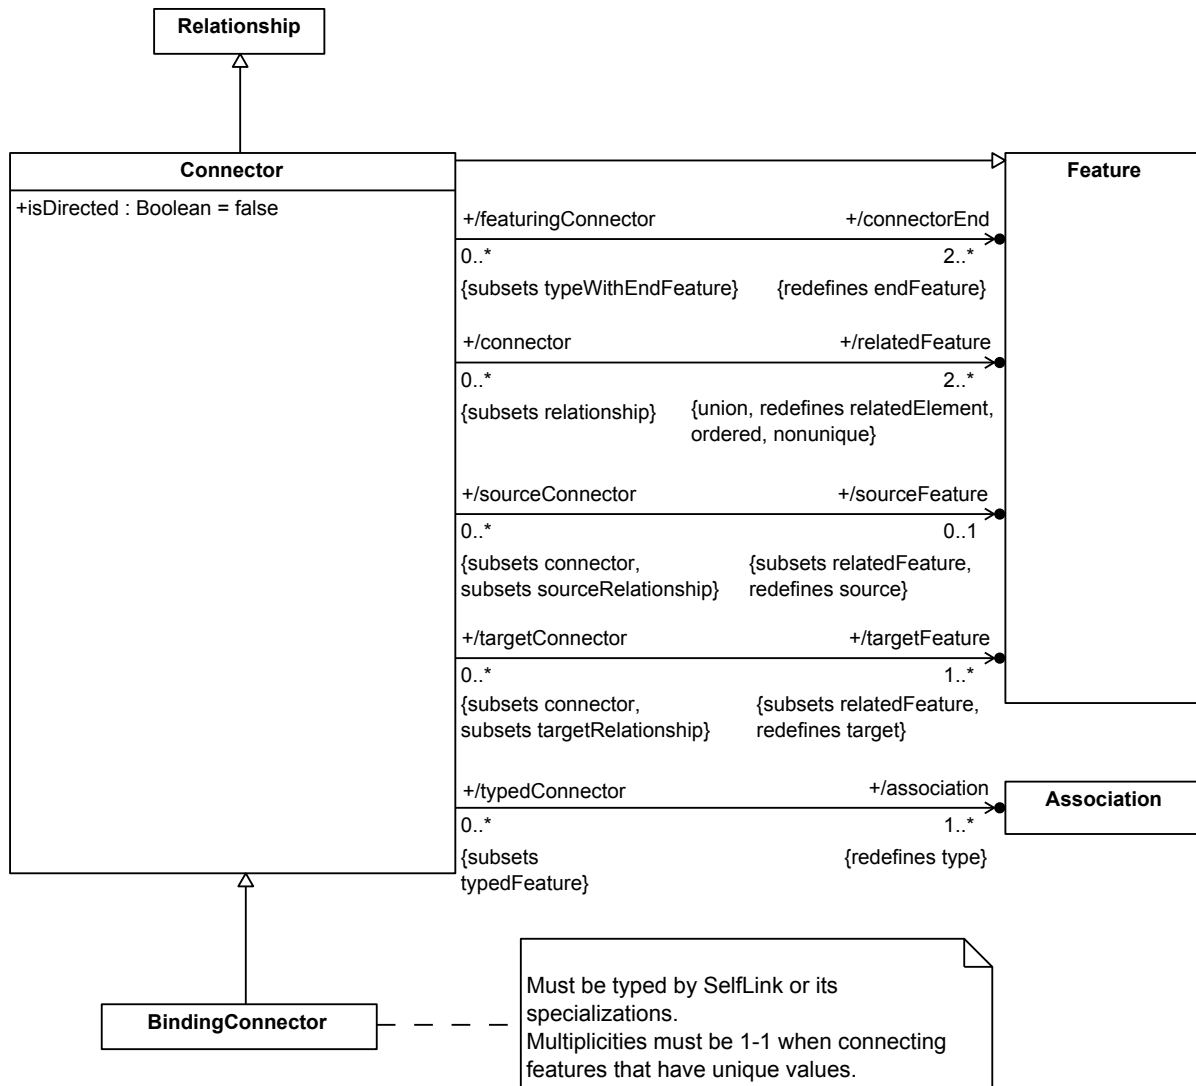 Relationship
Connector
+isDirected : Boolean = false
Feature
+/featuringConnector +/connectorEnd
0..* 2..*
{subsets typeWithEndFeature} {redefines endFeature}
+/connector +/relatedFeature
0..* 2..*
{subsets relationship} {union, redefines relatedElement,
ordered, nonunique}
+/sourceConnector +/sourceFeature
0..* 0..1
{subsets connector, {subsets relatedFeature,
subsets sourceRelationship} redefines source}
+/targetConnector +/targetFeature
0..* 1..*
{subsets connector, {subsets relatedFeature,
subsets targetRelationship} redefines target}
+/typedConnector +/association
0..* 1..*
{subsets {redefines type}
typedFeature}
Association
BindingConnector
Must be typed by SelfLink or its
specializations.
Multiplicities must be 1-1 when connecting
features that have unique values.